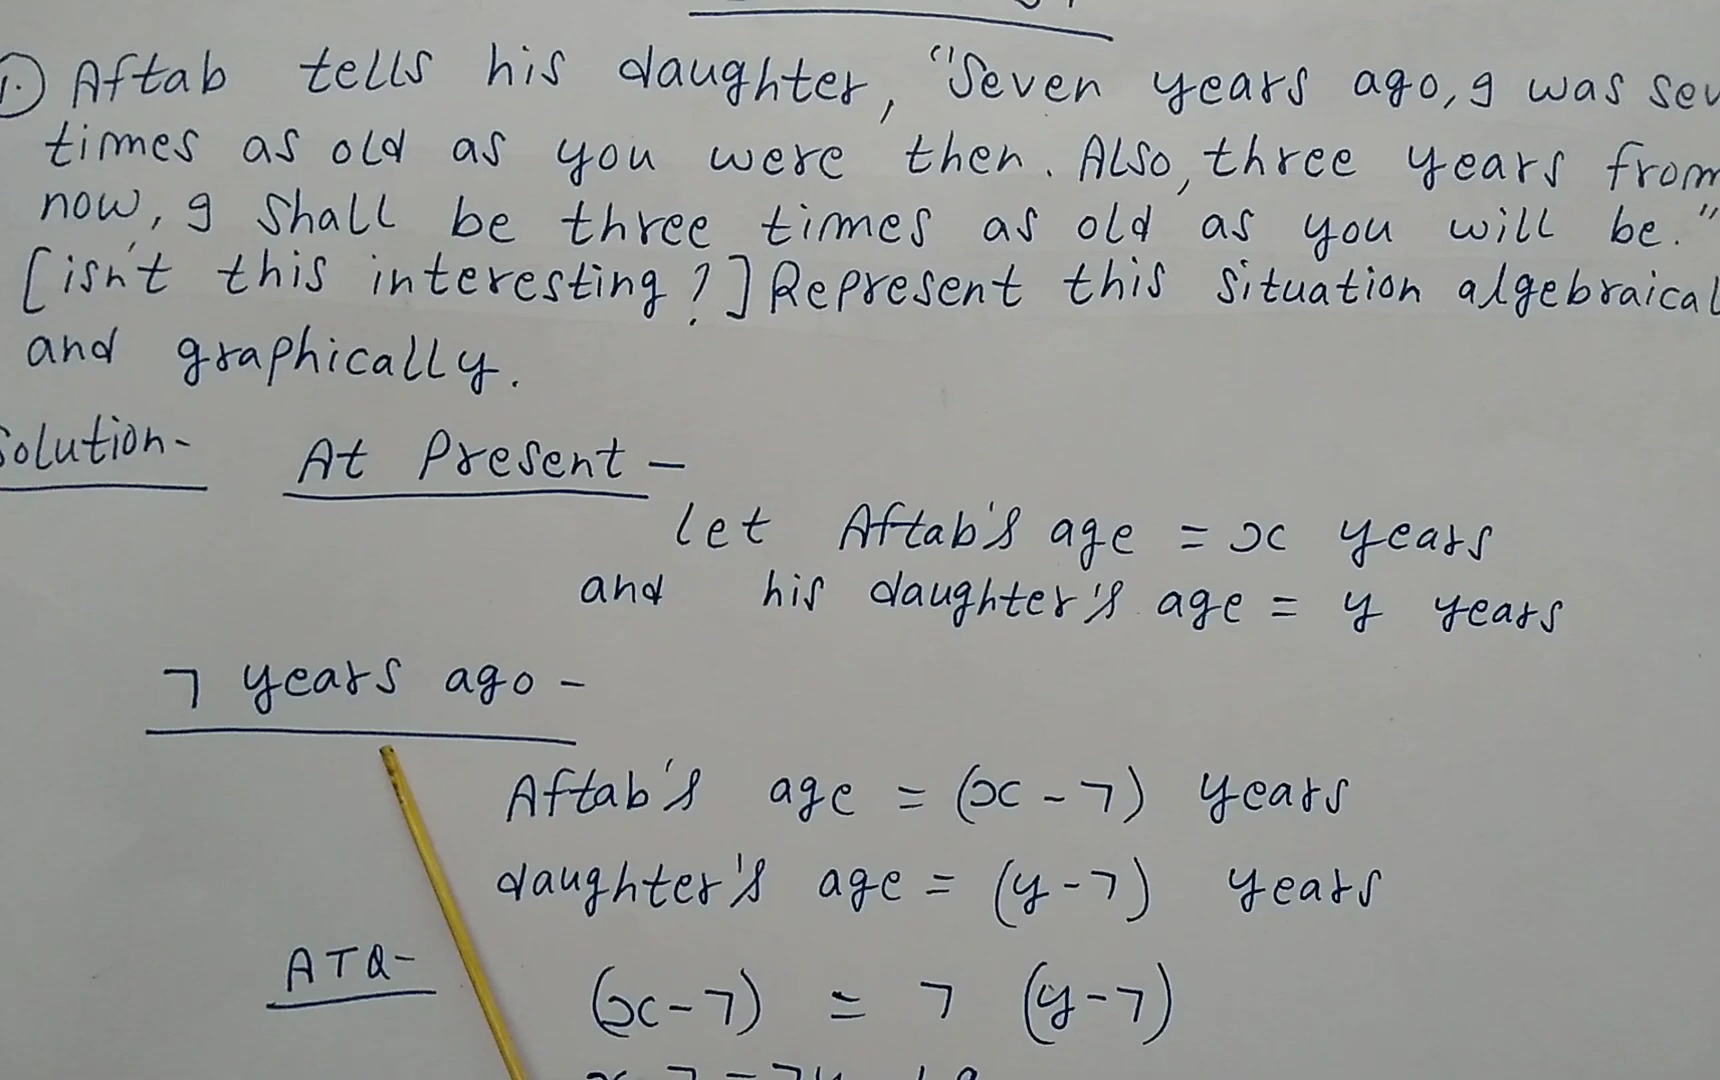 1. Aftab tells his daughter, "Seven years ago, I was
times as old as you were then. Also, three years from
now, I shall be three times as old as you will be."
[isn't this interesting?] Represent this situation
and graphically.
Solution- At Present -
let Aftab's age = x years
and his daughter's age = y years
7 years ago -
Aftab's age = (x - 7) years
daughter's age = (y - 7) years
ATQ-
(x - 7) = 7 (y - 7)